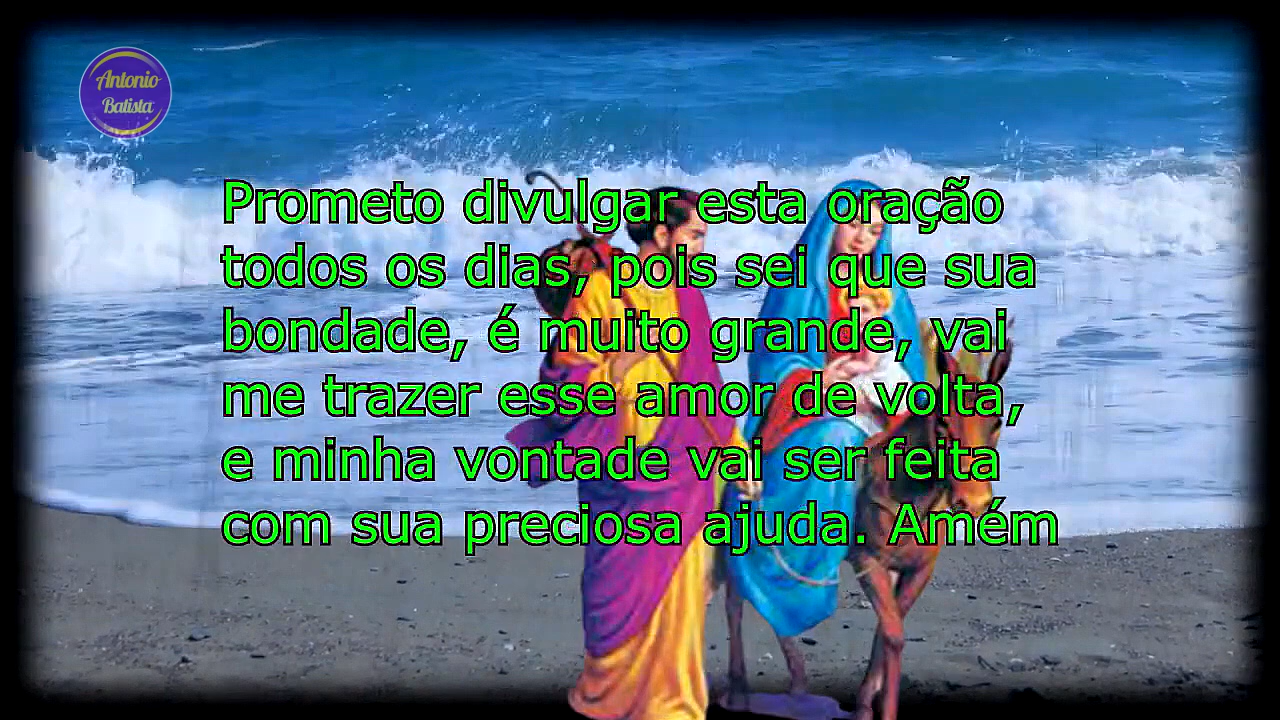 Antonio
Batista
Prometo divulgar esta oração
todos os dias, pois sei que sua
bondade, é muito grande, vai
me trazer esse amor de volta,
e minha vontade vai ser feita
com sua preciosa ajuda. Amém